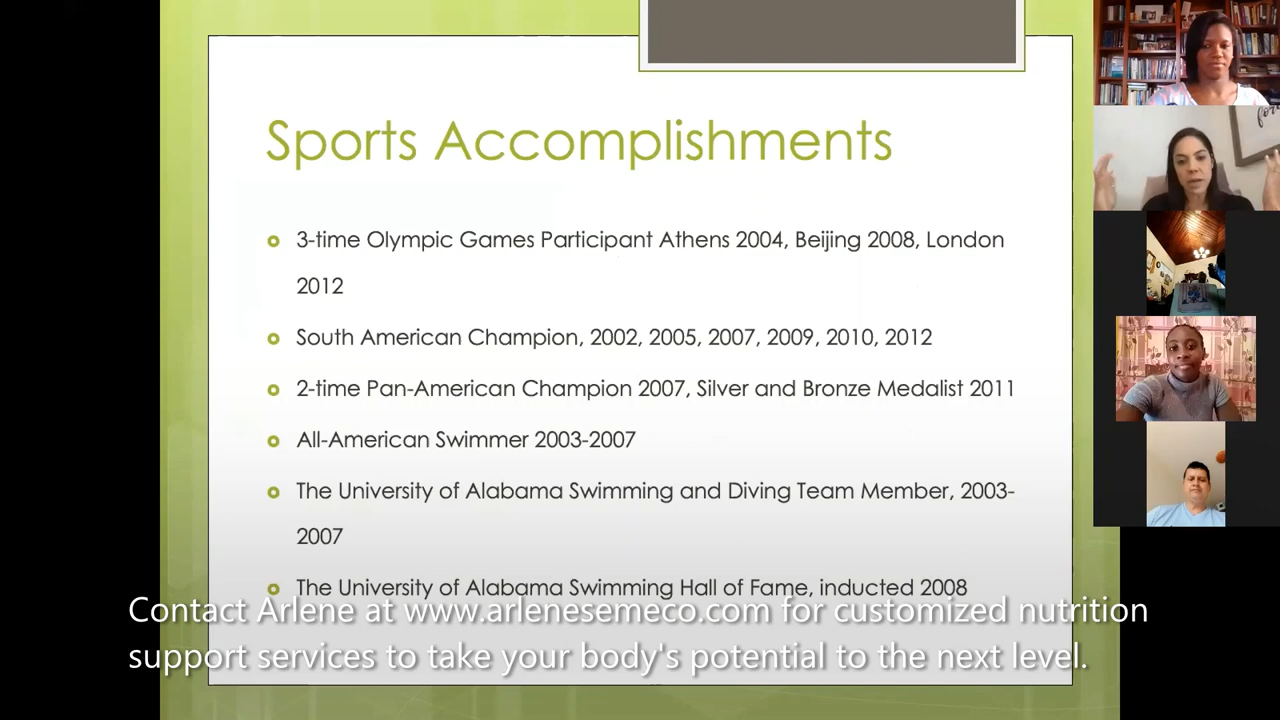 Sports Accomplishments
3-time Olympic Games Participant Athens 2004, Beijing 2008, London
2012
South American Champion, 2002, 2005, 2007, 2009, 2010, 2012
2-time Pan-American Champion 2007, Silver and Bronze Medalist 2011
All-American Swimmer 2003-2007
The University of Alabama Swimming and Diving Team Member, 2003-
2007
The University of Alabama Swimming Hall of Fame, inducted 2008
Contact Arlene at www.arlenesemeco.com for customized nutrition
support services to take your body's potential to the next level.